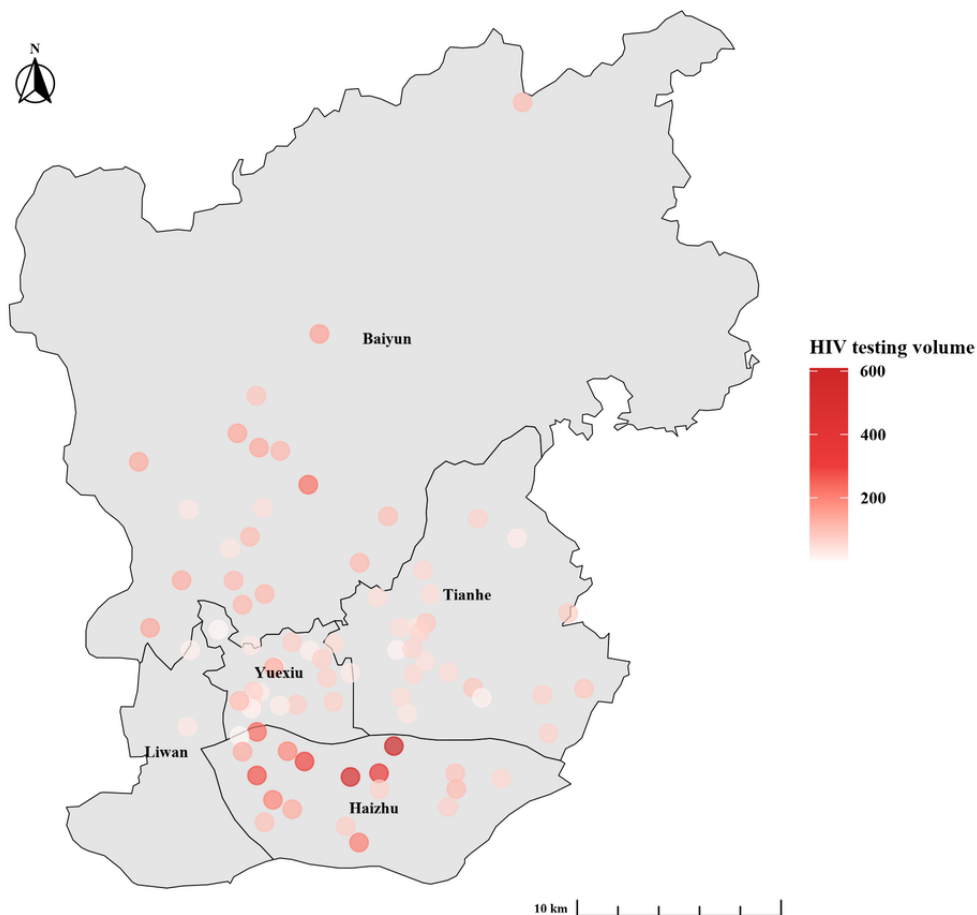 N
Baiyun
HIV testing volume
600
400
200
Tianhe
Yuexiu
Liwan
Haizhu
10 km